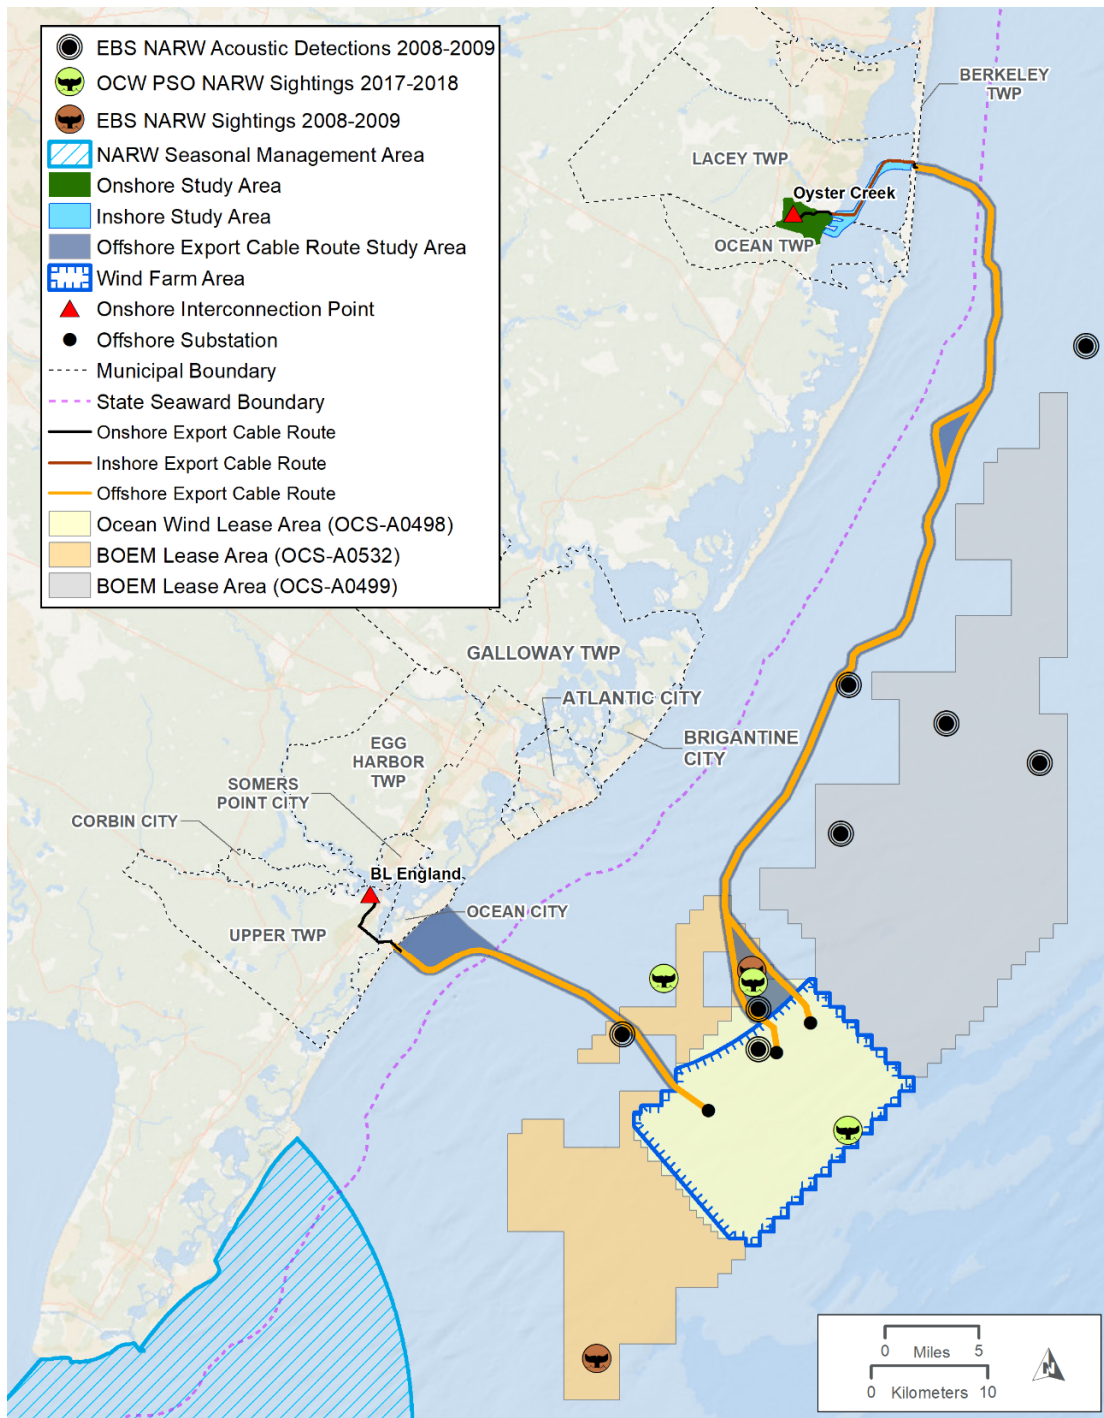 EBS NARW Acoustic Detections 2008-2009
OCW PSO NARW Sightings 2017-2018
EBS NARW Sightings 2008-2009
NARW Seasonal Management Area
Onshore Study Area
Inshore Study Area
Offshore Export Cable Route Study Area
Wind Farm Area
Onshore Interconnection Point
Offshore Substation
Municipal Boundary
State Seaward Boundary
Onshore Export Cable Route
Inshore Export Cable Route
Offshore Export Cable Route
Ocean Wind Lease Area (OCS-A0498)
BOEM Lease Area (OCS-A0532)
BOEM Lease Area (OCS-A0499)
BERKELEY
TWP
LACEY TWP
Oyster Creek
OCEAN TWP
GALLOWAY TWP
ATLANTIC CITY
BRIGANTINE
CITY
EGG
HARBOR
TWP
SOMERS
POINT CITY
CORBIN CITY
BL England
OCEAN CITY
UPPER TWP
0 Miles 5
0 Kilometers 10
N